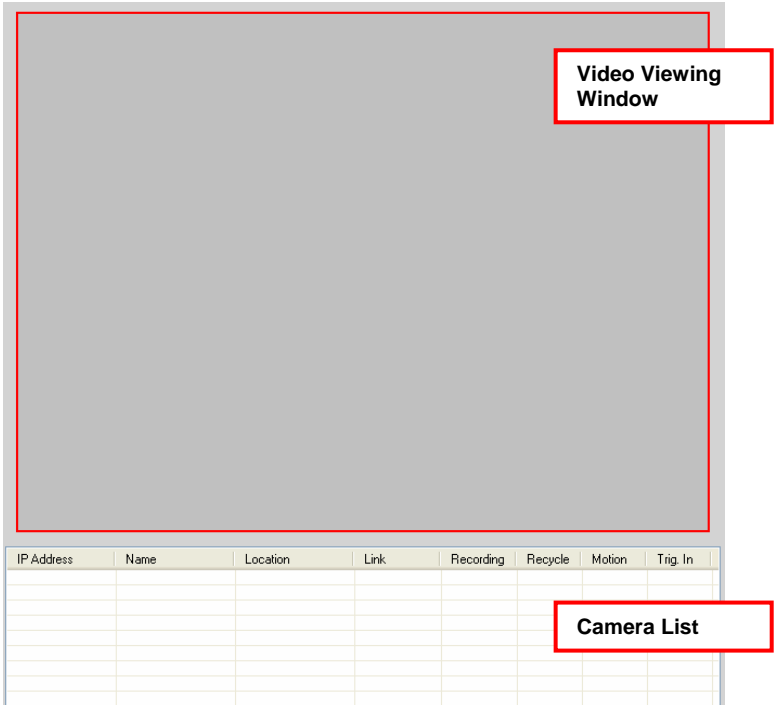 Video Viewing
Window
IP Address Name Location Link Recording Recycle Motion Trig. In
Camera List